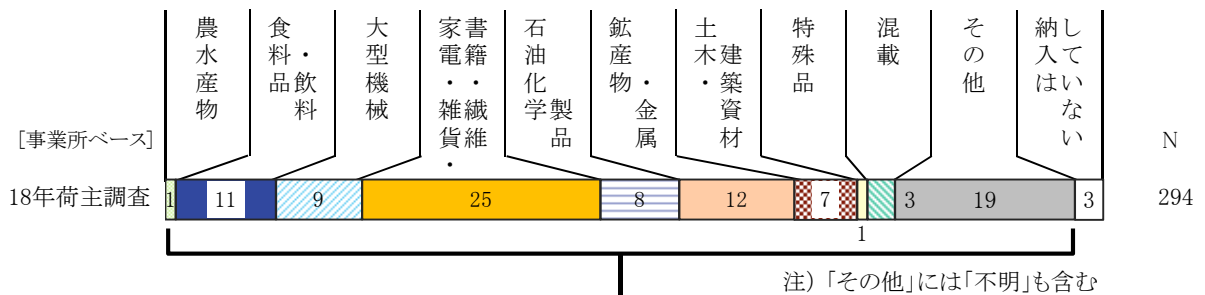 農水産物
食料品・飲料
大型機械
家電・雑貨・書籍・繊維・
石油化学製品
鉱産物・金属
土木・建築資材
特殊品
混載
その他
納入はしていない
[事業所ベース]
N
18年荷主調査
1
11
9
25
8
12
7
1
3
19
3
294
注)「その他」には「不明」も含む